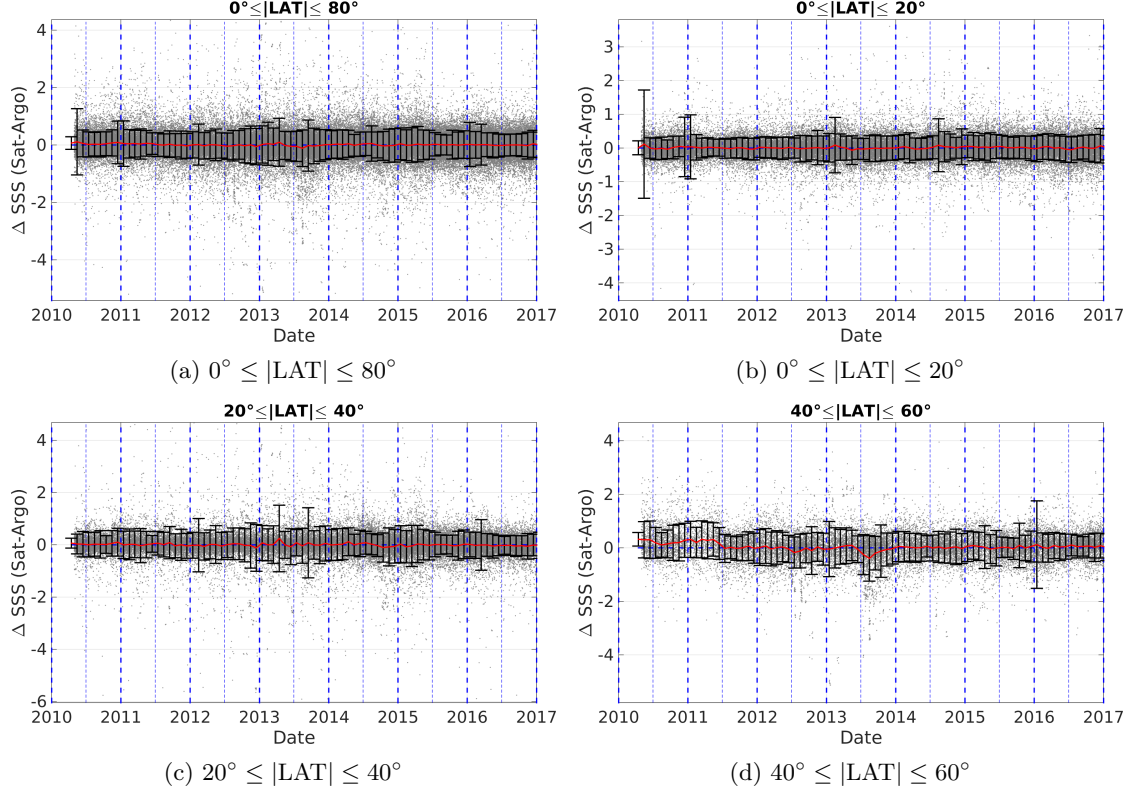 0°≤|LAT|≤ 80°
Δ SSS (Sat-Argo)
4
2
0
-2
-4
2010 2011 2012 2013 2014 2015 2016 2017
Date
(a) 0° ≤ |LAT| ≤ 80°
0°≤|LAT|≤ 20°
Δ SSS (Sat-Argo)
3
2
1
0
-1
-2
-3
-4
2010 2011 2012 2013 2014 2015 2016 2017
Date
(b) 0° ≤ |LAT| ≤ 20°
20°≤|LAT|≤ 40°
Δ SSS (Sat-Argo)
4
2
0
-2
-4
-6
2010 2011 2012 2013 2014 2015 2016 2017
Date
(c) 20° ≤ |LAT| ≤ 40°
40°≤|LAT|≤ 60°
Δ SSS (Sat-Argo)
4
2
0
-2
-4
2010 2011 2012 2013 2014 2015 2016 2017
Date
(d) 40° ≤ |LAT| ≤ 60°